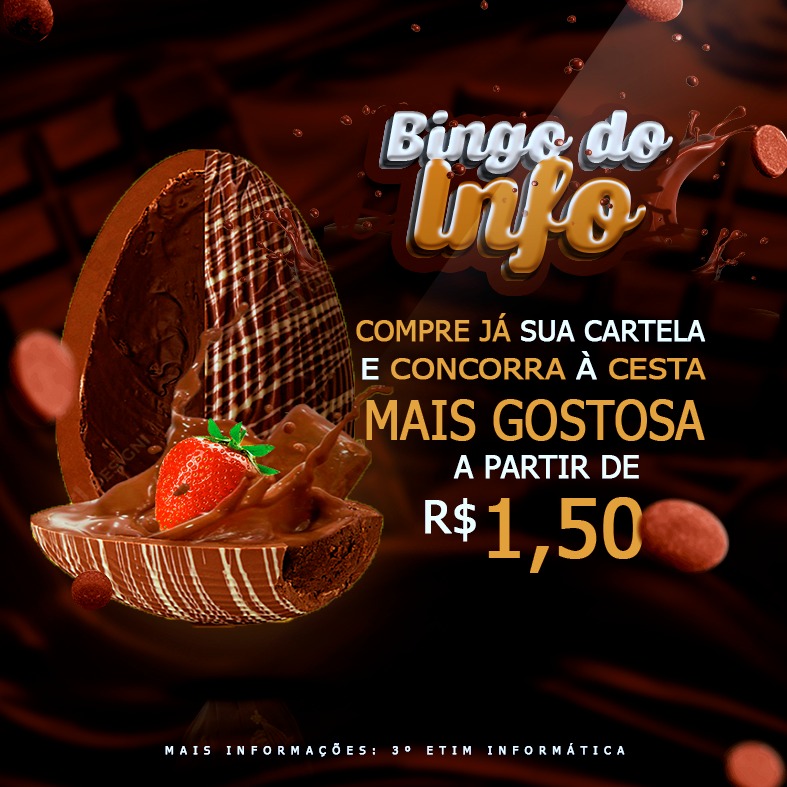 Bingo do
Info
COMPRE JÁ SUA CARTELA
E CONCORRA À CESTA
MAIS GOSTOSA
A PARTIR DE
R$ 1,50
DESIGNI
MAIS INFORMAÇÕES: 3º ETIM INFORMÁTICA